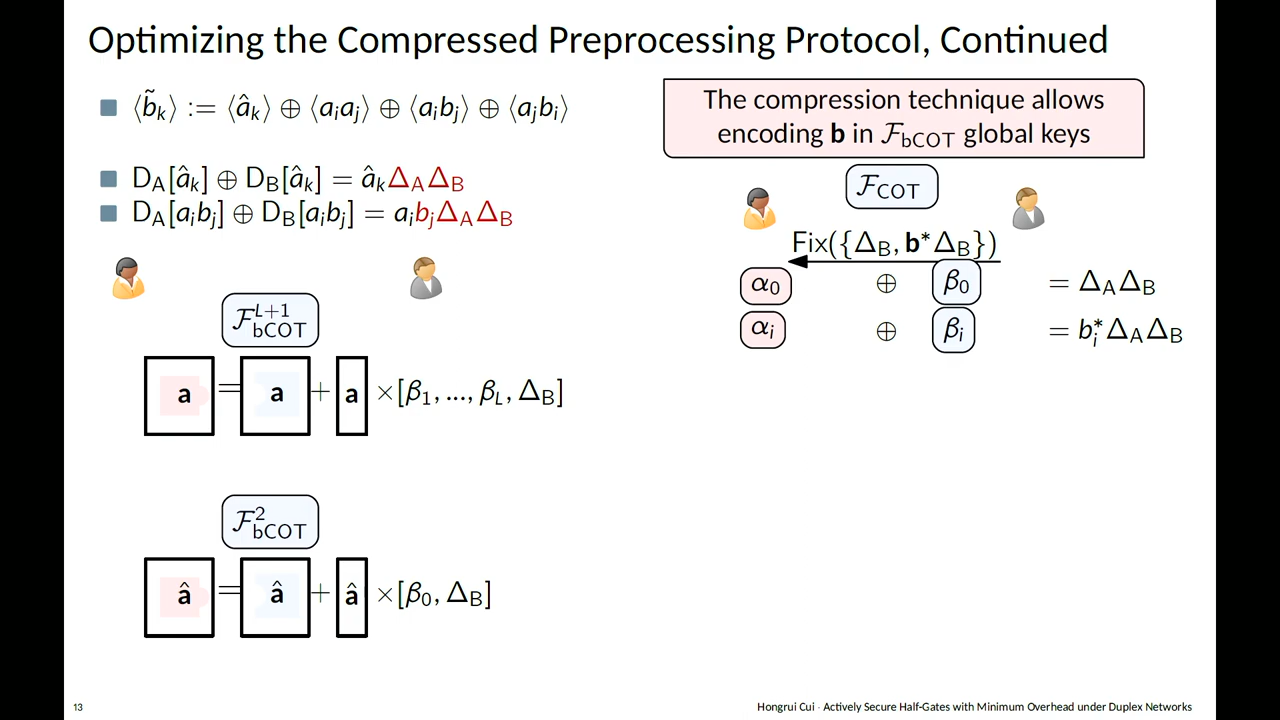 Optimizing the Compressed Preprocessing Protocol, Continued
⟨b̃ₖ⟩ := ⟨âₖ⟩ ⊕ ⟨aᵢaⱼ⟩ ⊕ ⟨aᵢbⱼ⟩ ⊕ ⟨aⱼbᵢ⟩
D_A[âₖ] ⊕ D_B[âₖ] = âₖΔ_AΔ_B
D_A[aᵢbⱼ] ⊕ D_B[aᵢbⱼ] = aᵢbⱼΔ_AΔ_B
F_bCOT^{L+1}
a = a + a ×[β₁, ..., β_L, Δ_B]
F_bCOT^2
â = â + â ×[β₀, Δ_B]
The compression technique allows
encoding b in F_bCOT global keys
F_COT
Fix({Δ_B, b*Δ_B})
α₀ ⊕ β₀ = Δ_AΔ_B
αᵢ ⊕ βᵢ = bᵢ*Δ_AΔ_B
13
Hongrui Cui · Actively Secure Half-Gates with Minimum Overhead under Duplex Networks